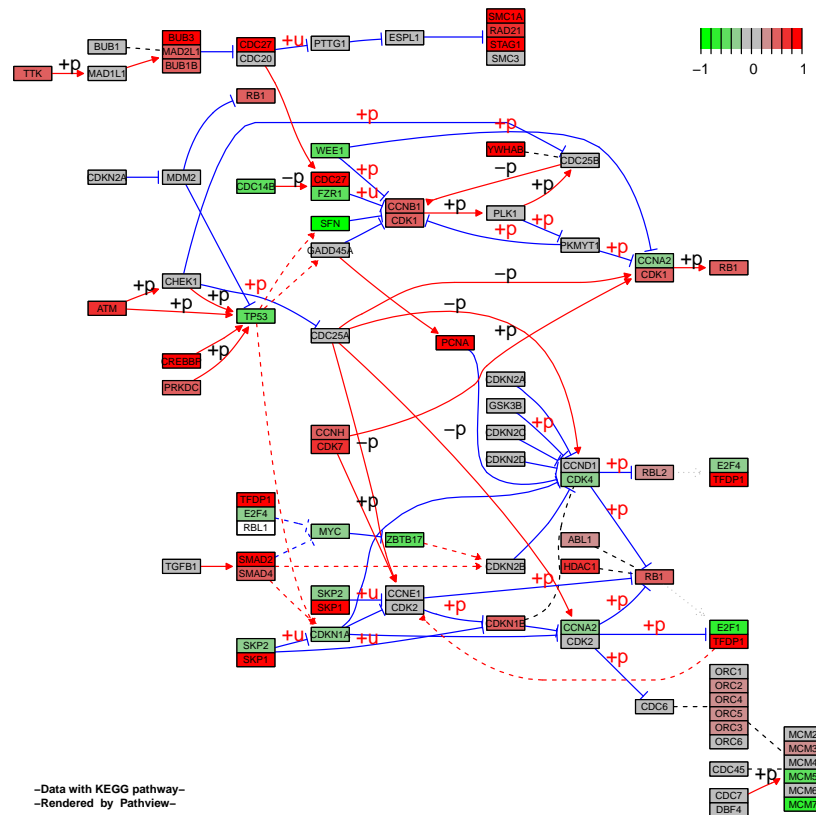 SMC1A
BUB3
RAD21
BUB1
CDC27
+u
PTTG1
ESPL1
STAG1
MAD2L1
CDC20
SMC3
BUB1B
TTK
+p
MAD1L1
−1
0
1
RB1
+p
+p
WEE1
YWHAB
CDC25B
CDKN2A
MDM2
CDC14B
−p
CDC27
FZR1
+p
+u
−p
+p
CCNB1
CDK1
+p
PLK1
SFN
GADD45A
+p
+p
PKMYT1
+p
CCNA2
CDK1
+p
RB1
CHEK1
+p
+p
−p
ATM
+p
+p
TP53
−p
+p
CDC25A
PCNA
CREBBP
+p
PRKDC
CDKN2A
GSK3B
+p
CDKN2C
CDKN2D
CCNH
CDK7
−p
−p
CCND1
CDK4
+p
RBL2
E2F4
TFDP1
+p
+p
TFDP1
E2F4
RBL1
MYC
ZBTB17
ABL1
TGFB1
SMAD2
SMAD4
CDKN2B
HDAC1
RB1
SKP2
SKP1
+u
CCNE1
CDK2
+p
+p
+p
CDKN1A
CDKN1B
CCNA2
CDK2
+p
E2F1
TFDP1
SKP2
SKP1
+u
+u
+p
ORC1
ORC2
ORC4
ORC5
ORC3
ORC6
CDC6
MCM2
MCM3
MCM4
MCM5
MCM6
MCM7
CDC45
+p
CDC7
DBF4
−Data with KEGG pathway−
−Rendered by Pathview−